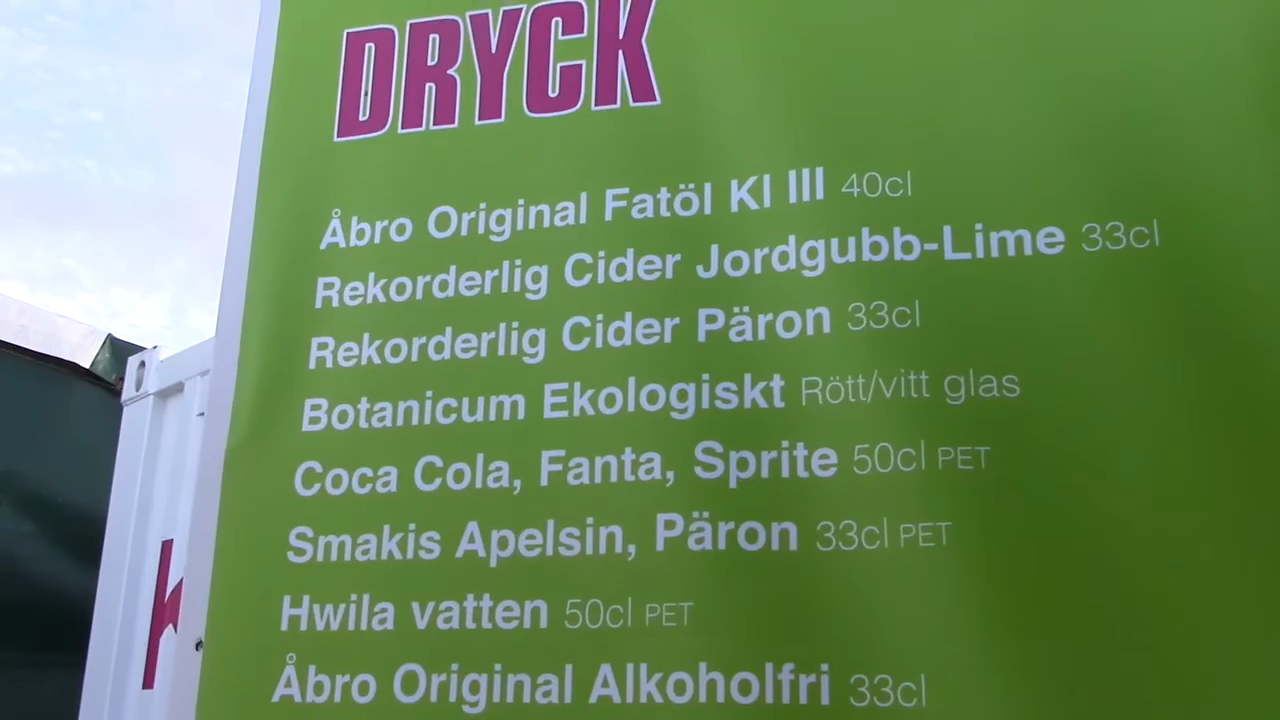 DRYCK
Åbro Original Fatöl Kl III 40cl
Rekorderlig Cider Jordgubb-Lime 33cl
Rekorderlig Cider Päron 33cl
Botanicum Ekologiskt Rött/vitt glas
Coca Cola, Fanta, Sprite 50cl PET
Smakis Apelsin, Päron 33cl PET
Hwila vatten 50cl PET
Åbro Original Alkoholfri 33cl